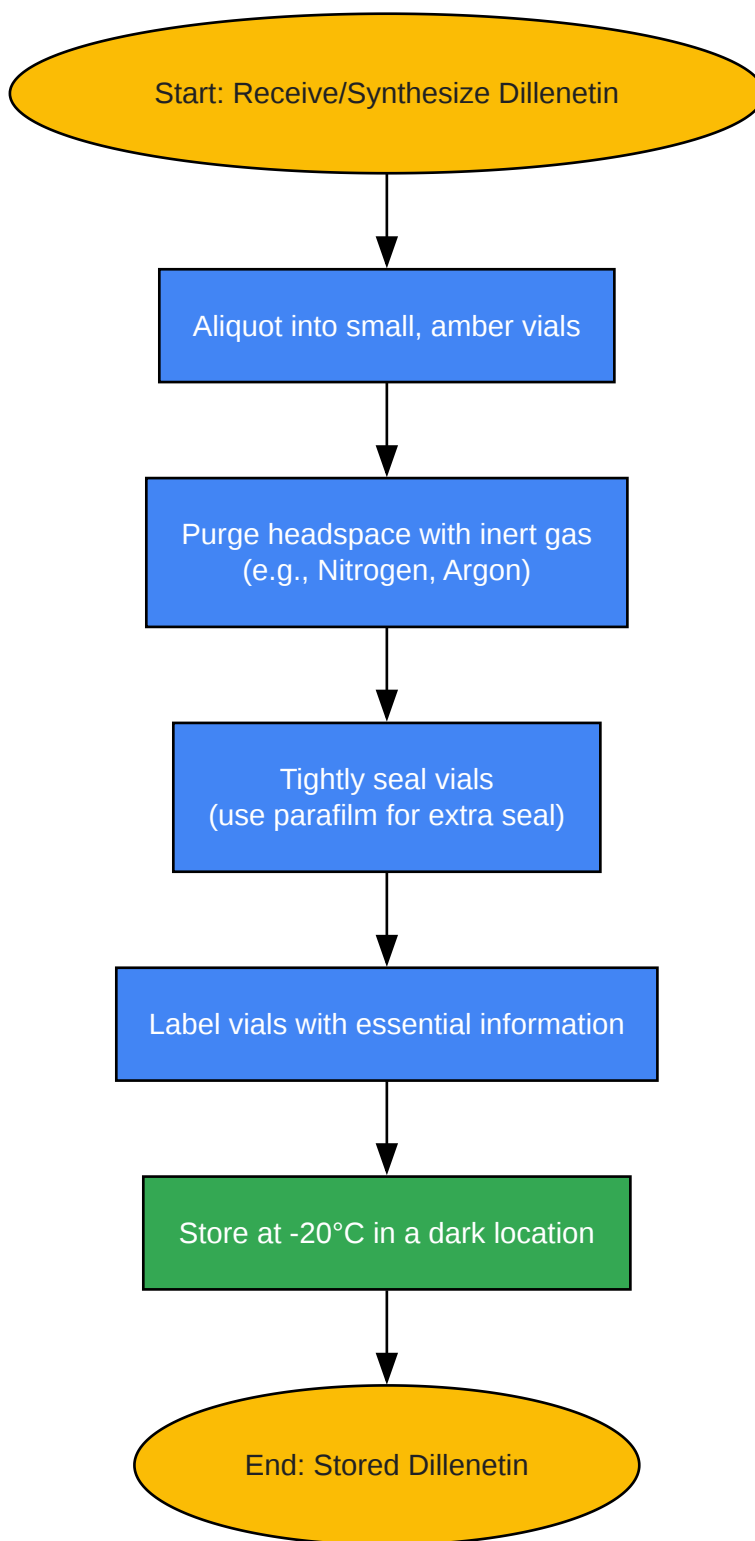 Start: Receive/Synthesize Dillenetin
Aliquot into small, amber vials
Purge headspace with inert gas
(e.g., Nitrogen, Argon)
Tightly seal vials
(use parafilm for extra seal)
Label vials with essential information
Store at -20°C in a dark location
End: Stored Dillenetin